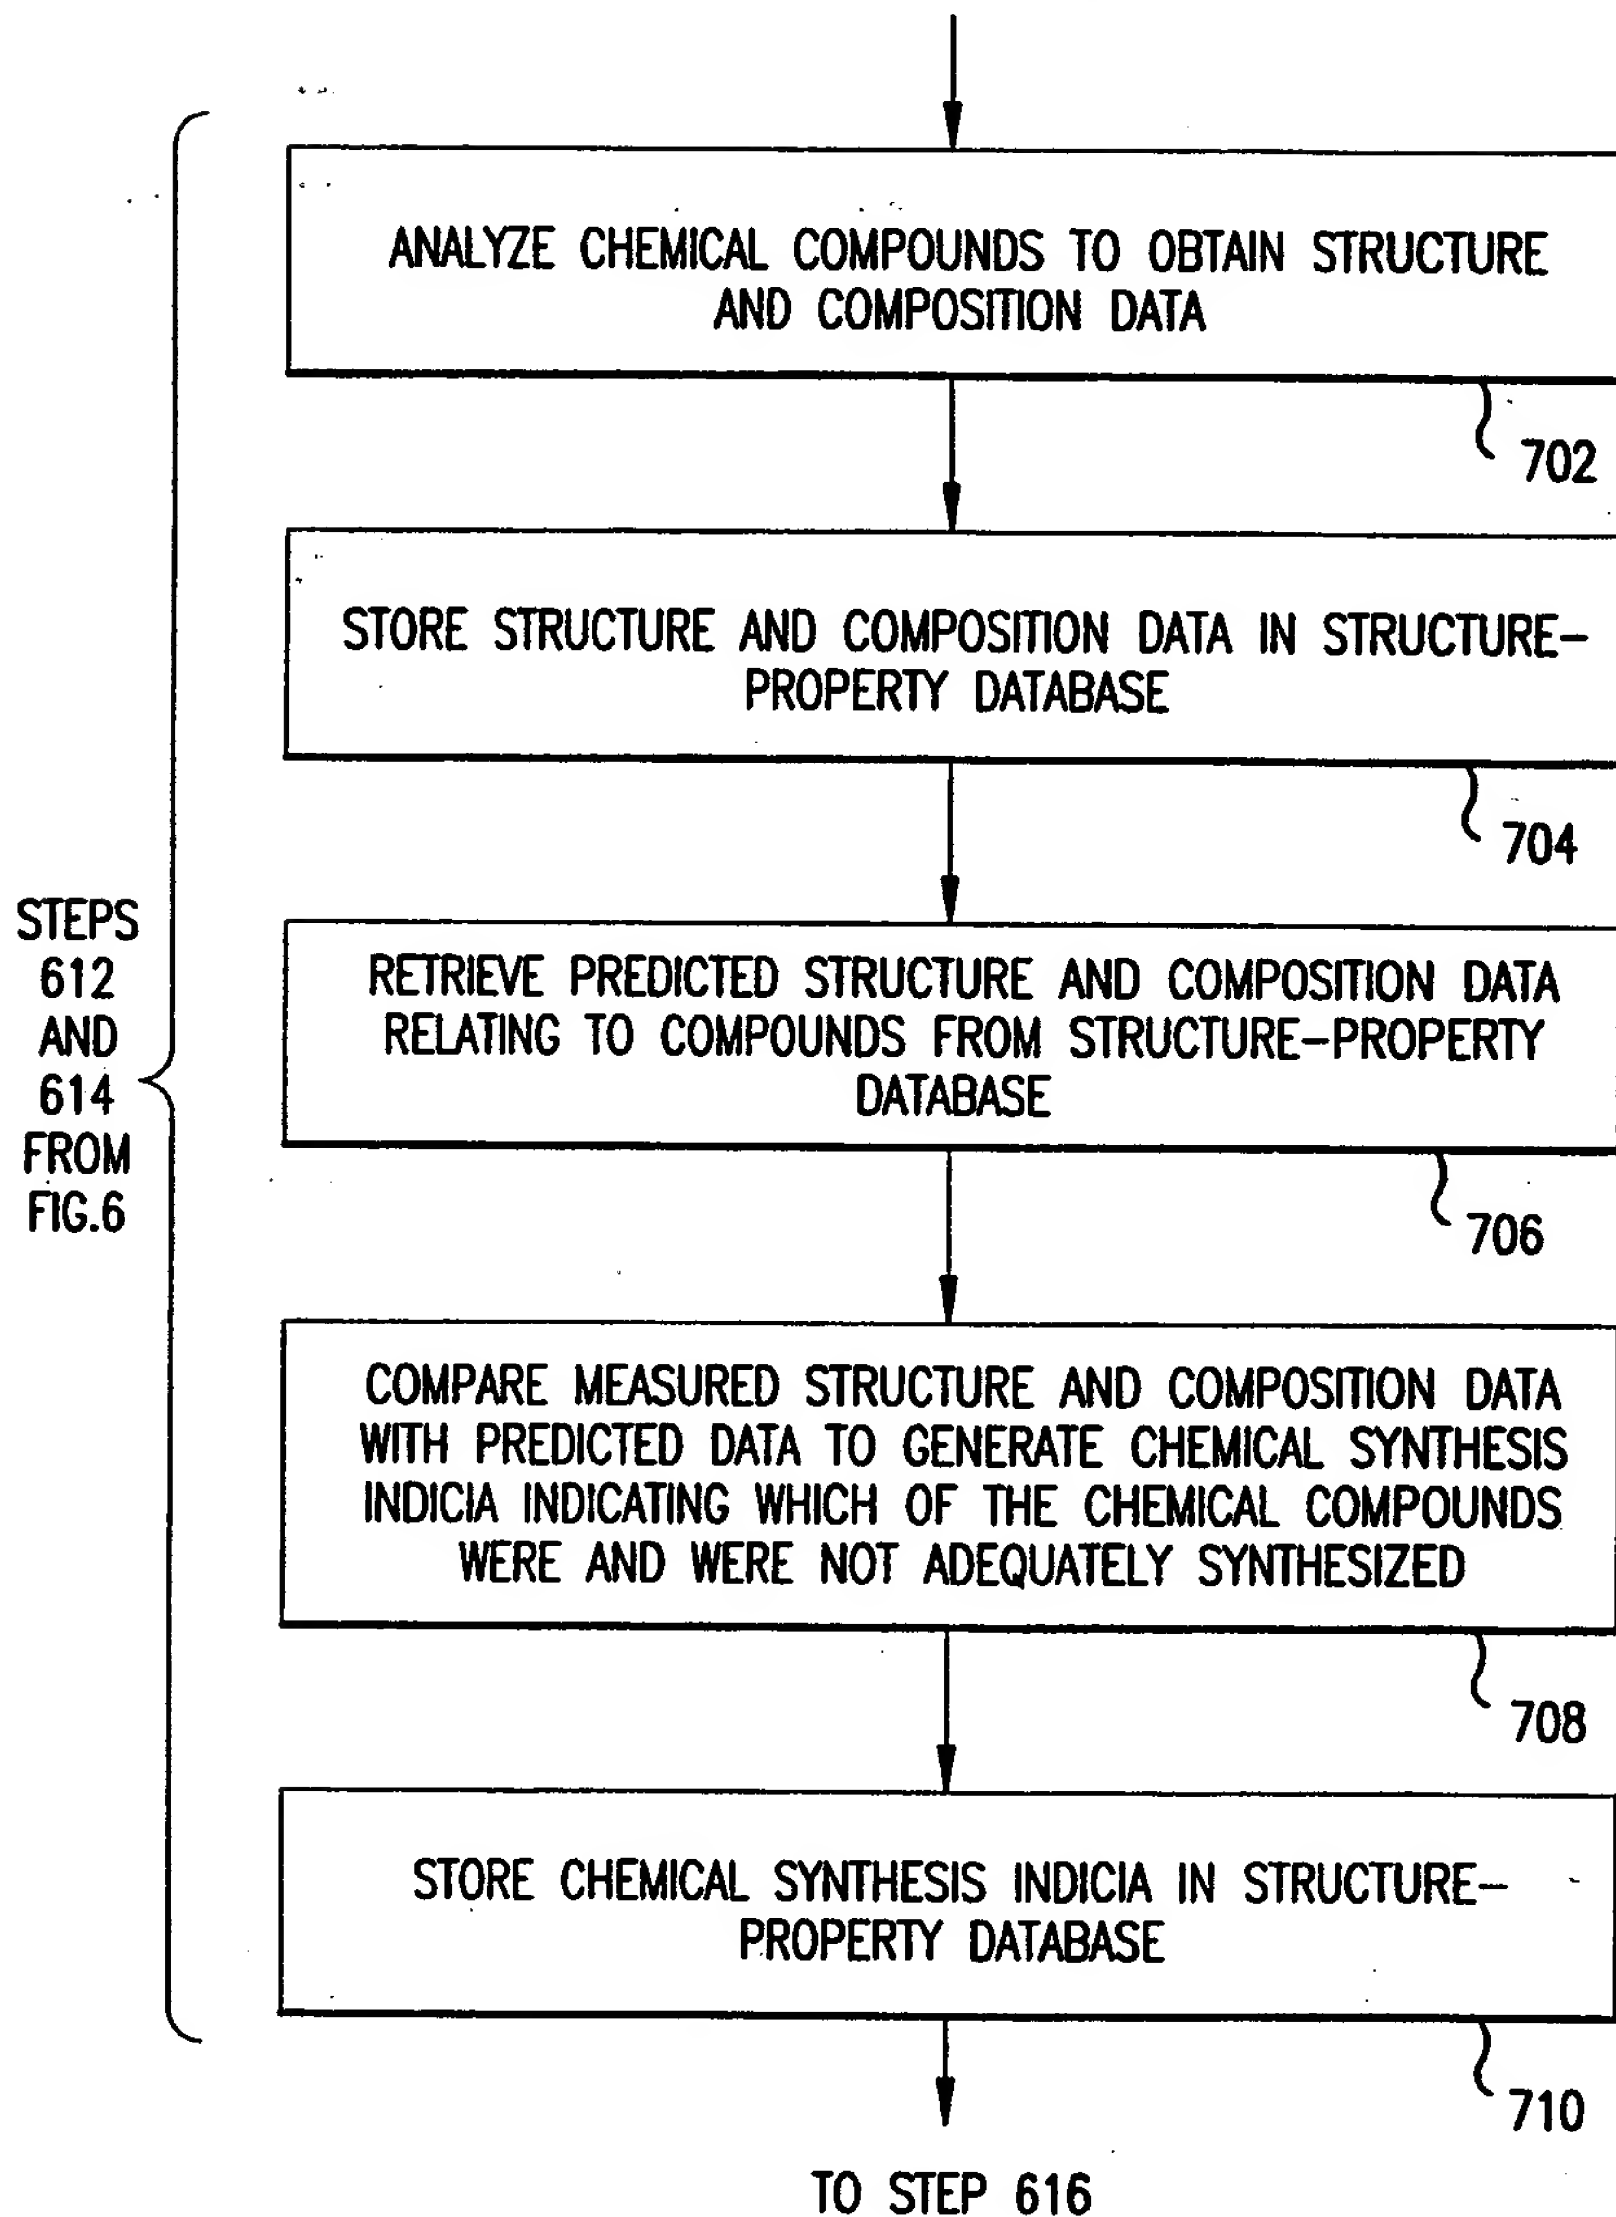 ANALYZE CHEMICAL COMPOUNDS TO OBTAIN STRUCTURE
AND COMPOSITION DATA
702
STORE STRUCTURE AND COMPOSITION DATA IN STRUCTURE-
PROPERTY DATABASE
704
STEPS
612
AND
614
FROM
FIG.6
RETRIEVE PREDICTED STRUCTURE AND COMPOSITION DATA
RELATING TO COMPOUNDS FROM STRUCTURE-PROPERTY
DATABASE
706
COMPARE MEASURED STRUCTURE AND COMPOSITION DATA
WITH PREDICTED DATA TO GENERATE CHEMICAL SYNTHESIS
INDICIA INDICATING WHICH OF THE CHEMICAL COMPOUNDS
WERE AND WERE NOT ADEQUATELY SYNTHESIZED
708
STORE CHEMICAL SYNTHESIS INDICIA IN STRUCTURE-
PROPERTY DATABASE
710
TO STEP 616